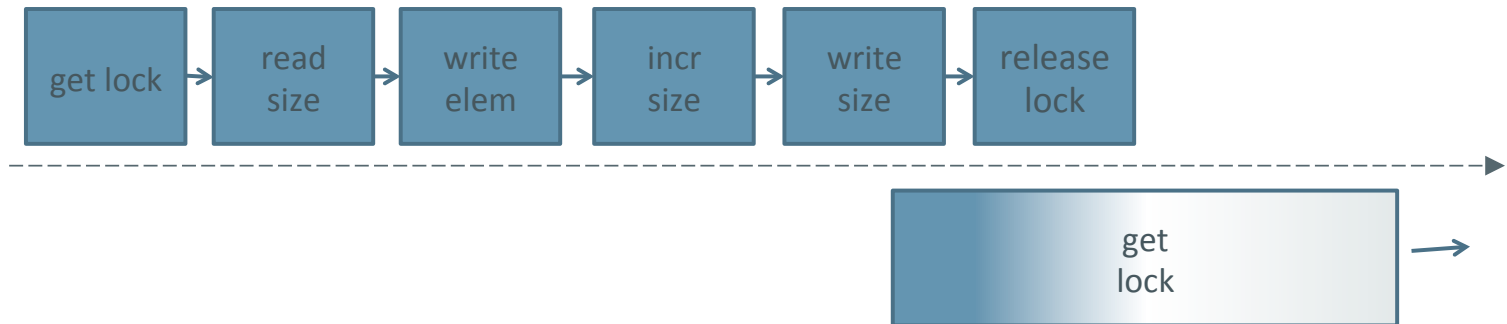 get lock
read
size
write
elem
incr
size
write
size
release
lock
get
lock